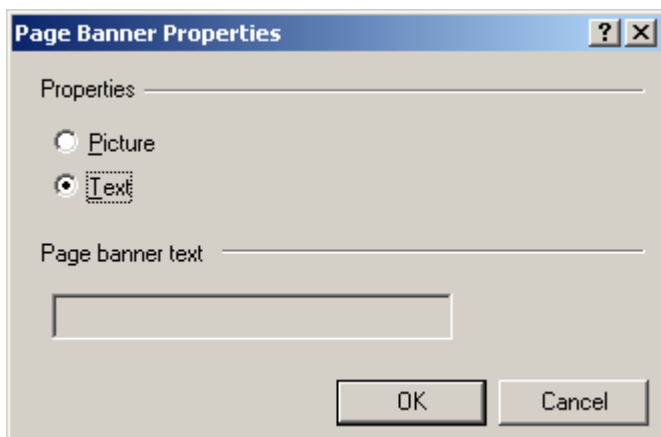 Page Banner Properties
Properties
Picture
Text
Page banner text
OK Cancel